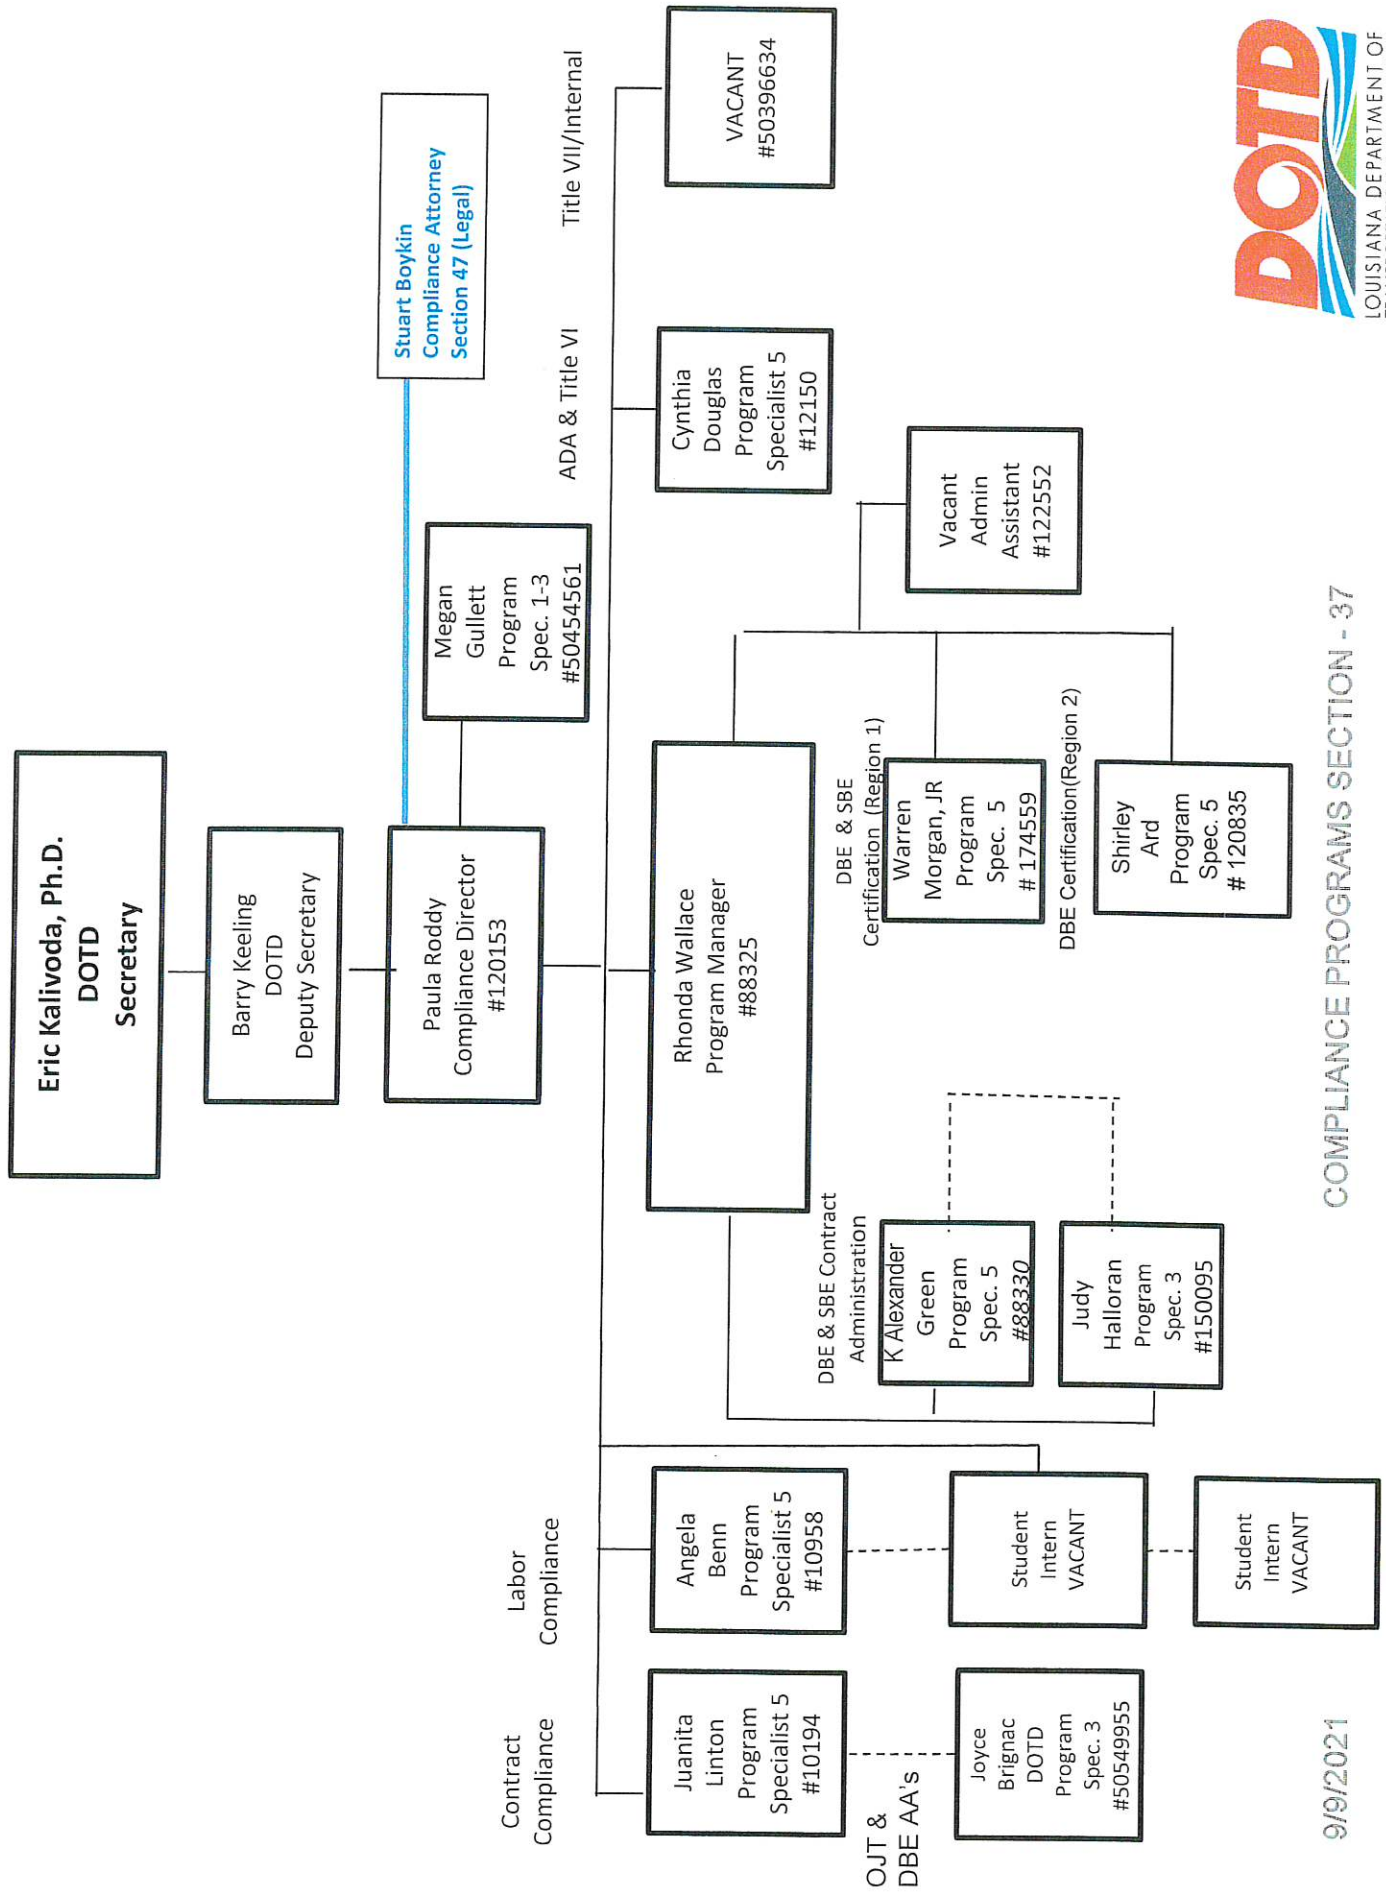 Eric Kalivoda, Ph.D.
DOTD
Secretary
Barry Keeling
DOTD
Deputy Secretary
Paula Roddy
Compliance Director
#120153
Stuart Boykin
Compliance Attorney
Section 47 (Legal)
Megan
Gullett
Program
Spec. 1-3
#50454561
Contract
Compliance
Labor
Compliance
ADA & Title VI
Title VII/Internal
Juanita
Linton
Program
Specialist 5
#10194
Angela
Benn
Program
Specialist 5
#10958
Rhonda Wallace
Program Manager
#88325
Cynthia
Douglas
Program
Specialist 5
#12150
VACANT
#50396634
OJT &
DBE AA's
Joyce
Brignac
DOTD
Program
Spec. 3
#50549955
Student
Intern
VACANT
Student
Intern
VACANT
DBE & SBE Contract
Administration
K Alexander
Green
Program
Spec. 5
#88330
Judy
Halloran
Program
Spec. 3
#150095
DBE & SBE
Certification (Region 1)
Warren
Morgan, JR
Program
Spec. 5
# 174559
DBE Certification(Region 2)
Shirley
Ard
Program
Spec. 5
# 120835
Vacant
Admin
Assistant
#122552
9/9/2021
COMPLIANCE PROGRAMS SECTION - 37
DOTD
LOUISIANA DEPARTMENT OF